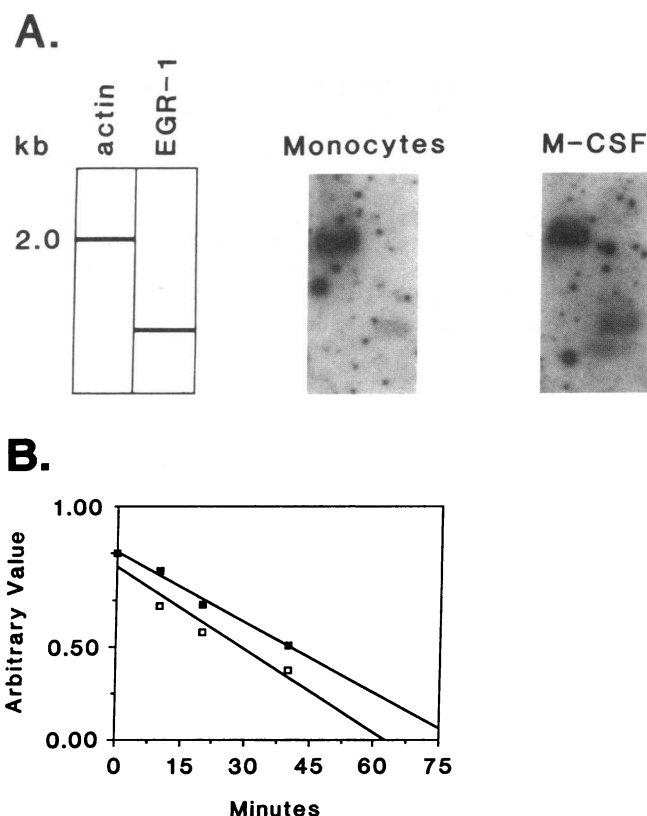 A.
kb
actin
EGR-1
Monocytes
M-CSF
2.0
B.
Arbitrary Value
1.00
0.50
0.00
0 15 30 45 60 75
Minutes